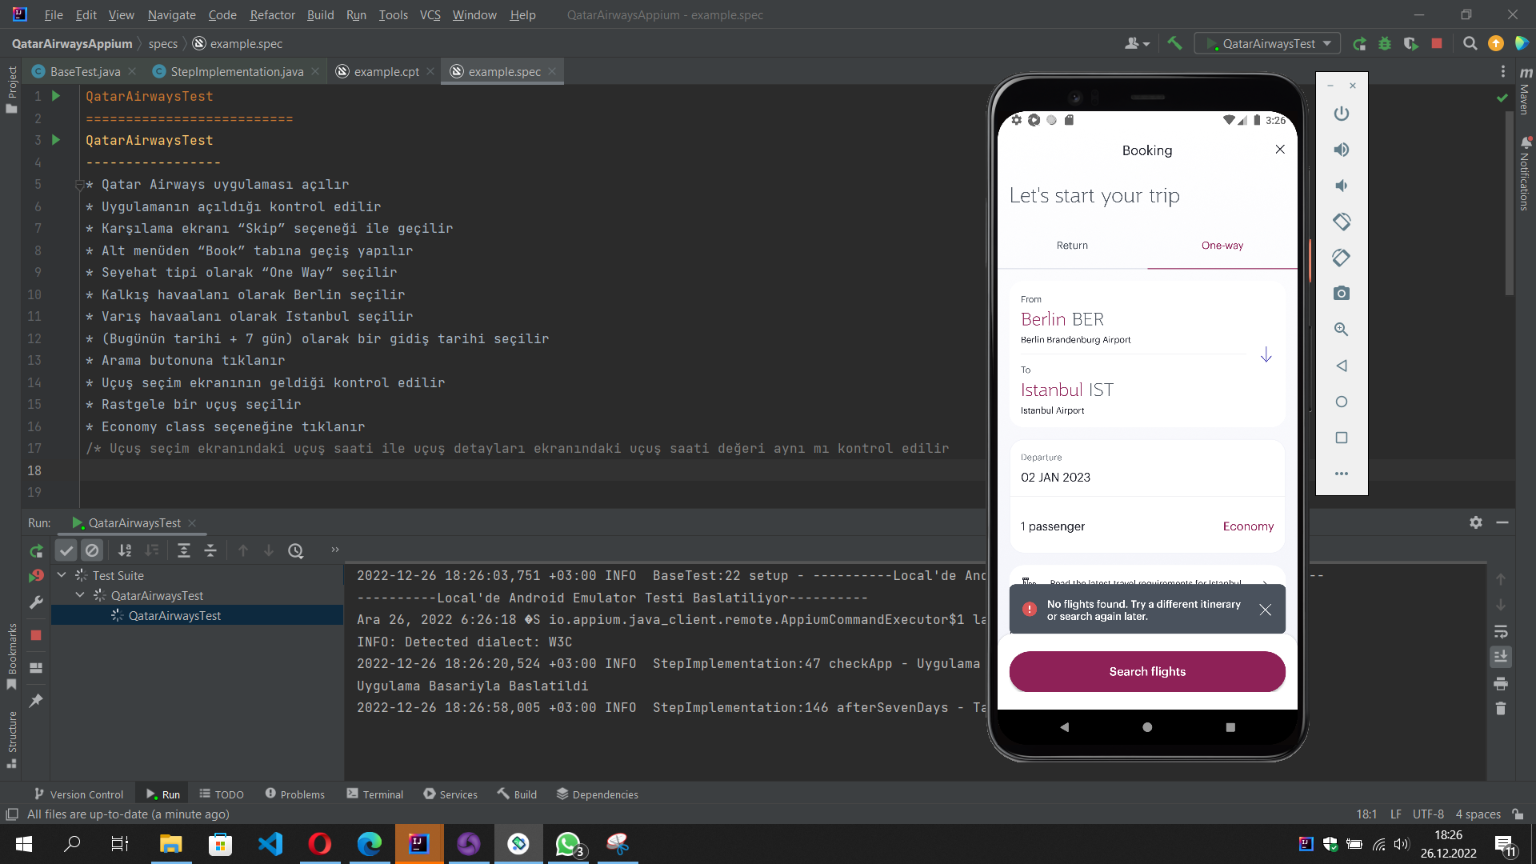 File Edit View Navigate Code Refactor Build Run Tools VCS Window Help QatarAirwaysAppium - example.spec
QatarAirwaysAppium specs example.spec
QatarAirwaysTest
BaseTest.java StepImplementation.java example.cpt example.spec
Project
Maven
Notifications
Bookmarks
Structure
1 QatarAirwaysTest
2 ==========================
3 QatarAirwaysTest
4 -----------------
5 * Qatar Airways uygulaması açılır
6 * Uygulamanın açıldığı kontrol edilir
7 * Karşılama ekranı “Skip” seçeneği ile geçilir
8 * Alt menüden “Book” tabına geçiş yapılır
9 * Seyehat tipi olarak “One Way” seçilir
10 * Kalkış havaalanı olarak Berlin seçilir
11 * Varış havaalanı olarak Istanbul seçilir
12 * (Bugünün tarihi + 7 gün) olarak bir gidiş tarihi seçilir
13 * Arama butonuna tıklanır
14 * Uçuş seçim ekranının geldiği kontrol edilir
15 * Rastgele bir uçuş seçilir
16 * Economy class seçeneğine tıklanır
17 /* Uçuş seçim ekranındaki uçuş saati ile uçuş detayları ekranındaki uçuş saati değeri aynı mı kontrol edilir
18
19
3:26
Booking
Let's start your trip
Return One-way
From
Berlin BER
Berlin Brandenburg Airport
To
Istanbul IST
Istanbul Airport
Departure
02 JAN 2023
1 passenger Economy
Read the latest travel requirements for Istanbul
No flights found. Try a different itinerary
or search again later.
Search flights
Run: QatarAirwaysTest
Test Suite
QatarAirwaysTest
QatarAirwaysTest
2022-12-26 18:26:03,751 +03:00 INFO BaseTest:22 setup - ----------Local'de And
----------Local'de Android Emulator Testi Baslatiliyor----------
Ara 26, 2022 6:26:18 �S io.appium.java_client.remote.AppiumCommandExecutor$1 la
INFO: Detected dialect: W3C
2022-12-26 18:26:20,524 +03:00 INFO StepImplementation:47 checkApp - Uygulama
Uygulama Basariyla Baslatildi
2022-12-26 18:26:58,005 +03:00 INFO StepImplementation:146 afterSevenDays - Ta
Version Control Run TODO Problems Terminal Services Build Dependencies
All files are up-to-date (a minute ago) 18:1 LF UTF-8 4 spaces
3
18:26
26.12.2022
11